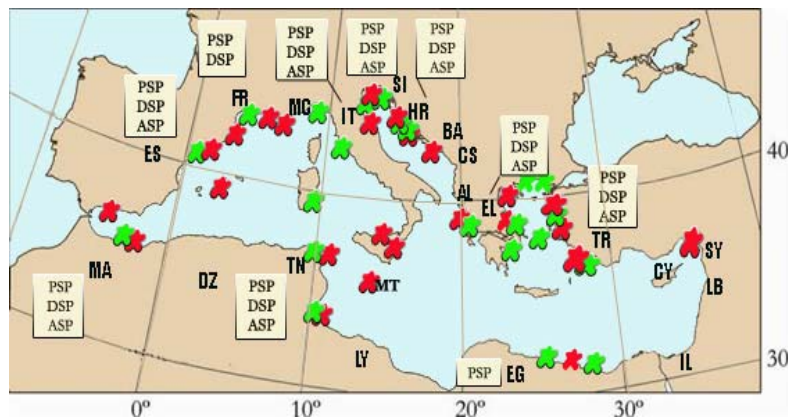 PSP
DSP
PSP
DSP
ASP
PSP
DSP
ASP
PSP
DSP
ASP
PSP
DSP
ASP
FR
MC
IT
SI
HR
BA
CS
ES
PSP
DSP
ASP
40
AL
EL
PSP
DSP
ASP
TR
SY
CY
LB
MA
DZ
TN
MT
PSP
DSP
ASP
PSP
DSP
ASP
LY
PSP
EG
IL
30
0º
10º
20º
30º